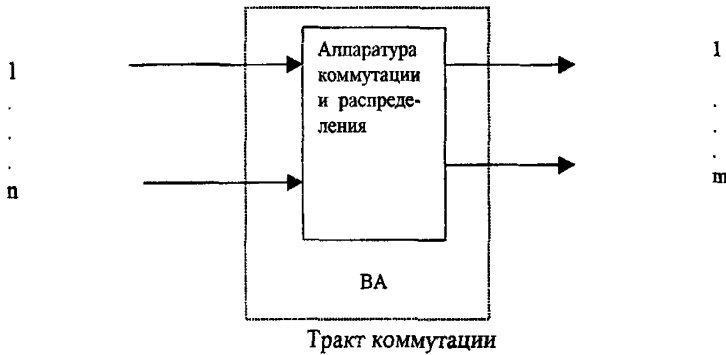 Аппаратура
коммутации
и распреде-
ления
1
.
.
.
n
1
.
.
.
m
ВА
Тракт коммутации